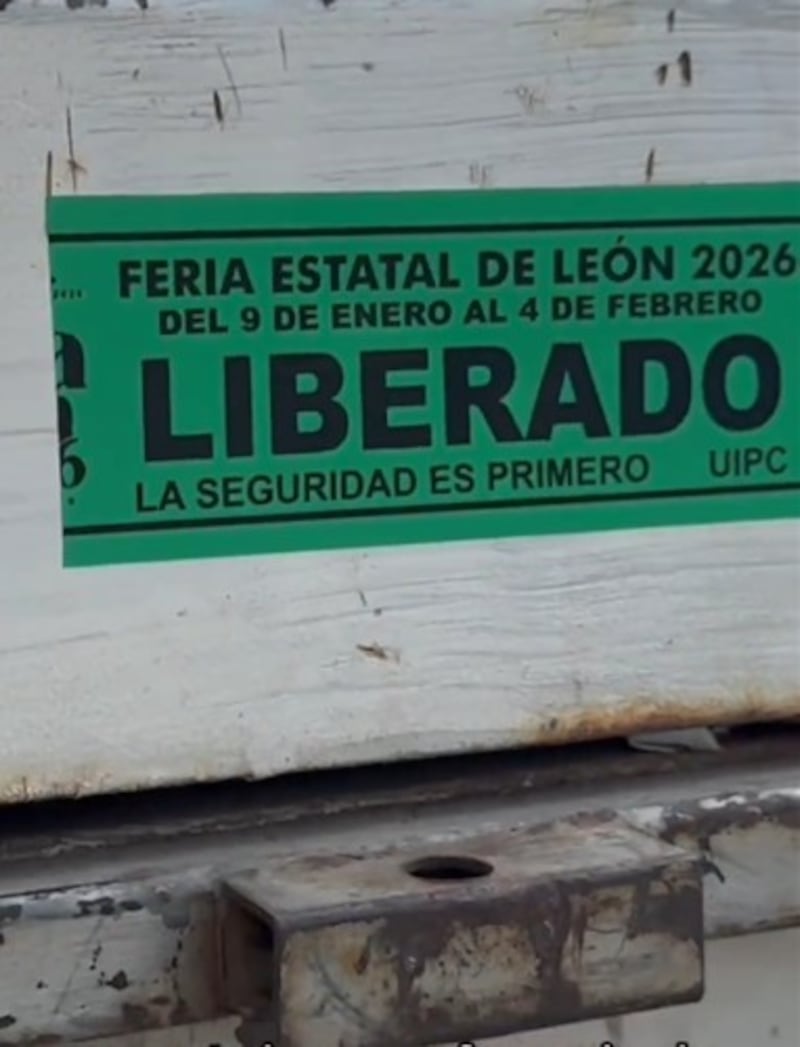 FERIA ESTATAL DE LEÓN 2026
DEL 9 DE ENERO AL 4 DE FEBRERO
LIBERADO
LA SEGURIDAD ES PRIMERO UIPC